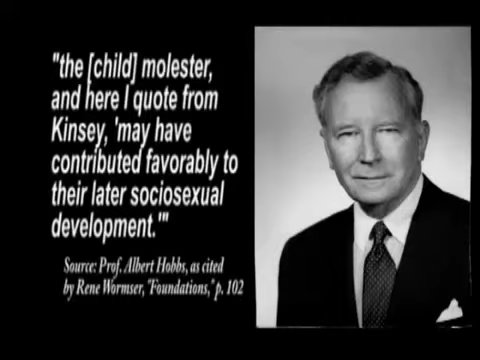 "the [child] molester,
and here I quote from
Kinsey, 'may have
contributed favorably to
their later sociosexual
development.'"
Source: Prof. Albert Hobbs, as cited
by Rene Wormser, "Foundations," p. 102